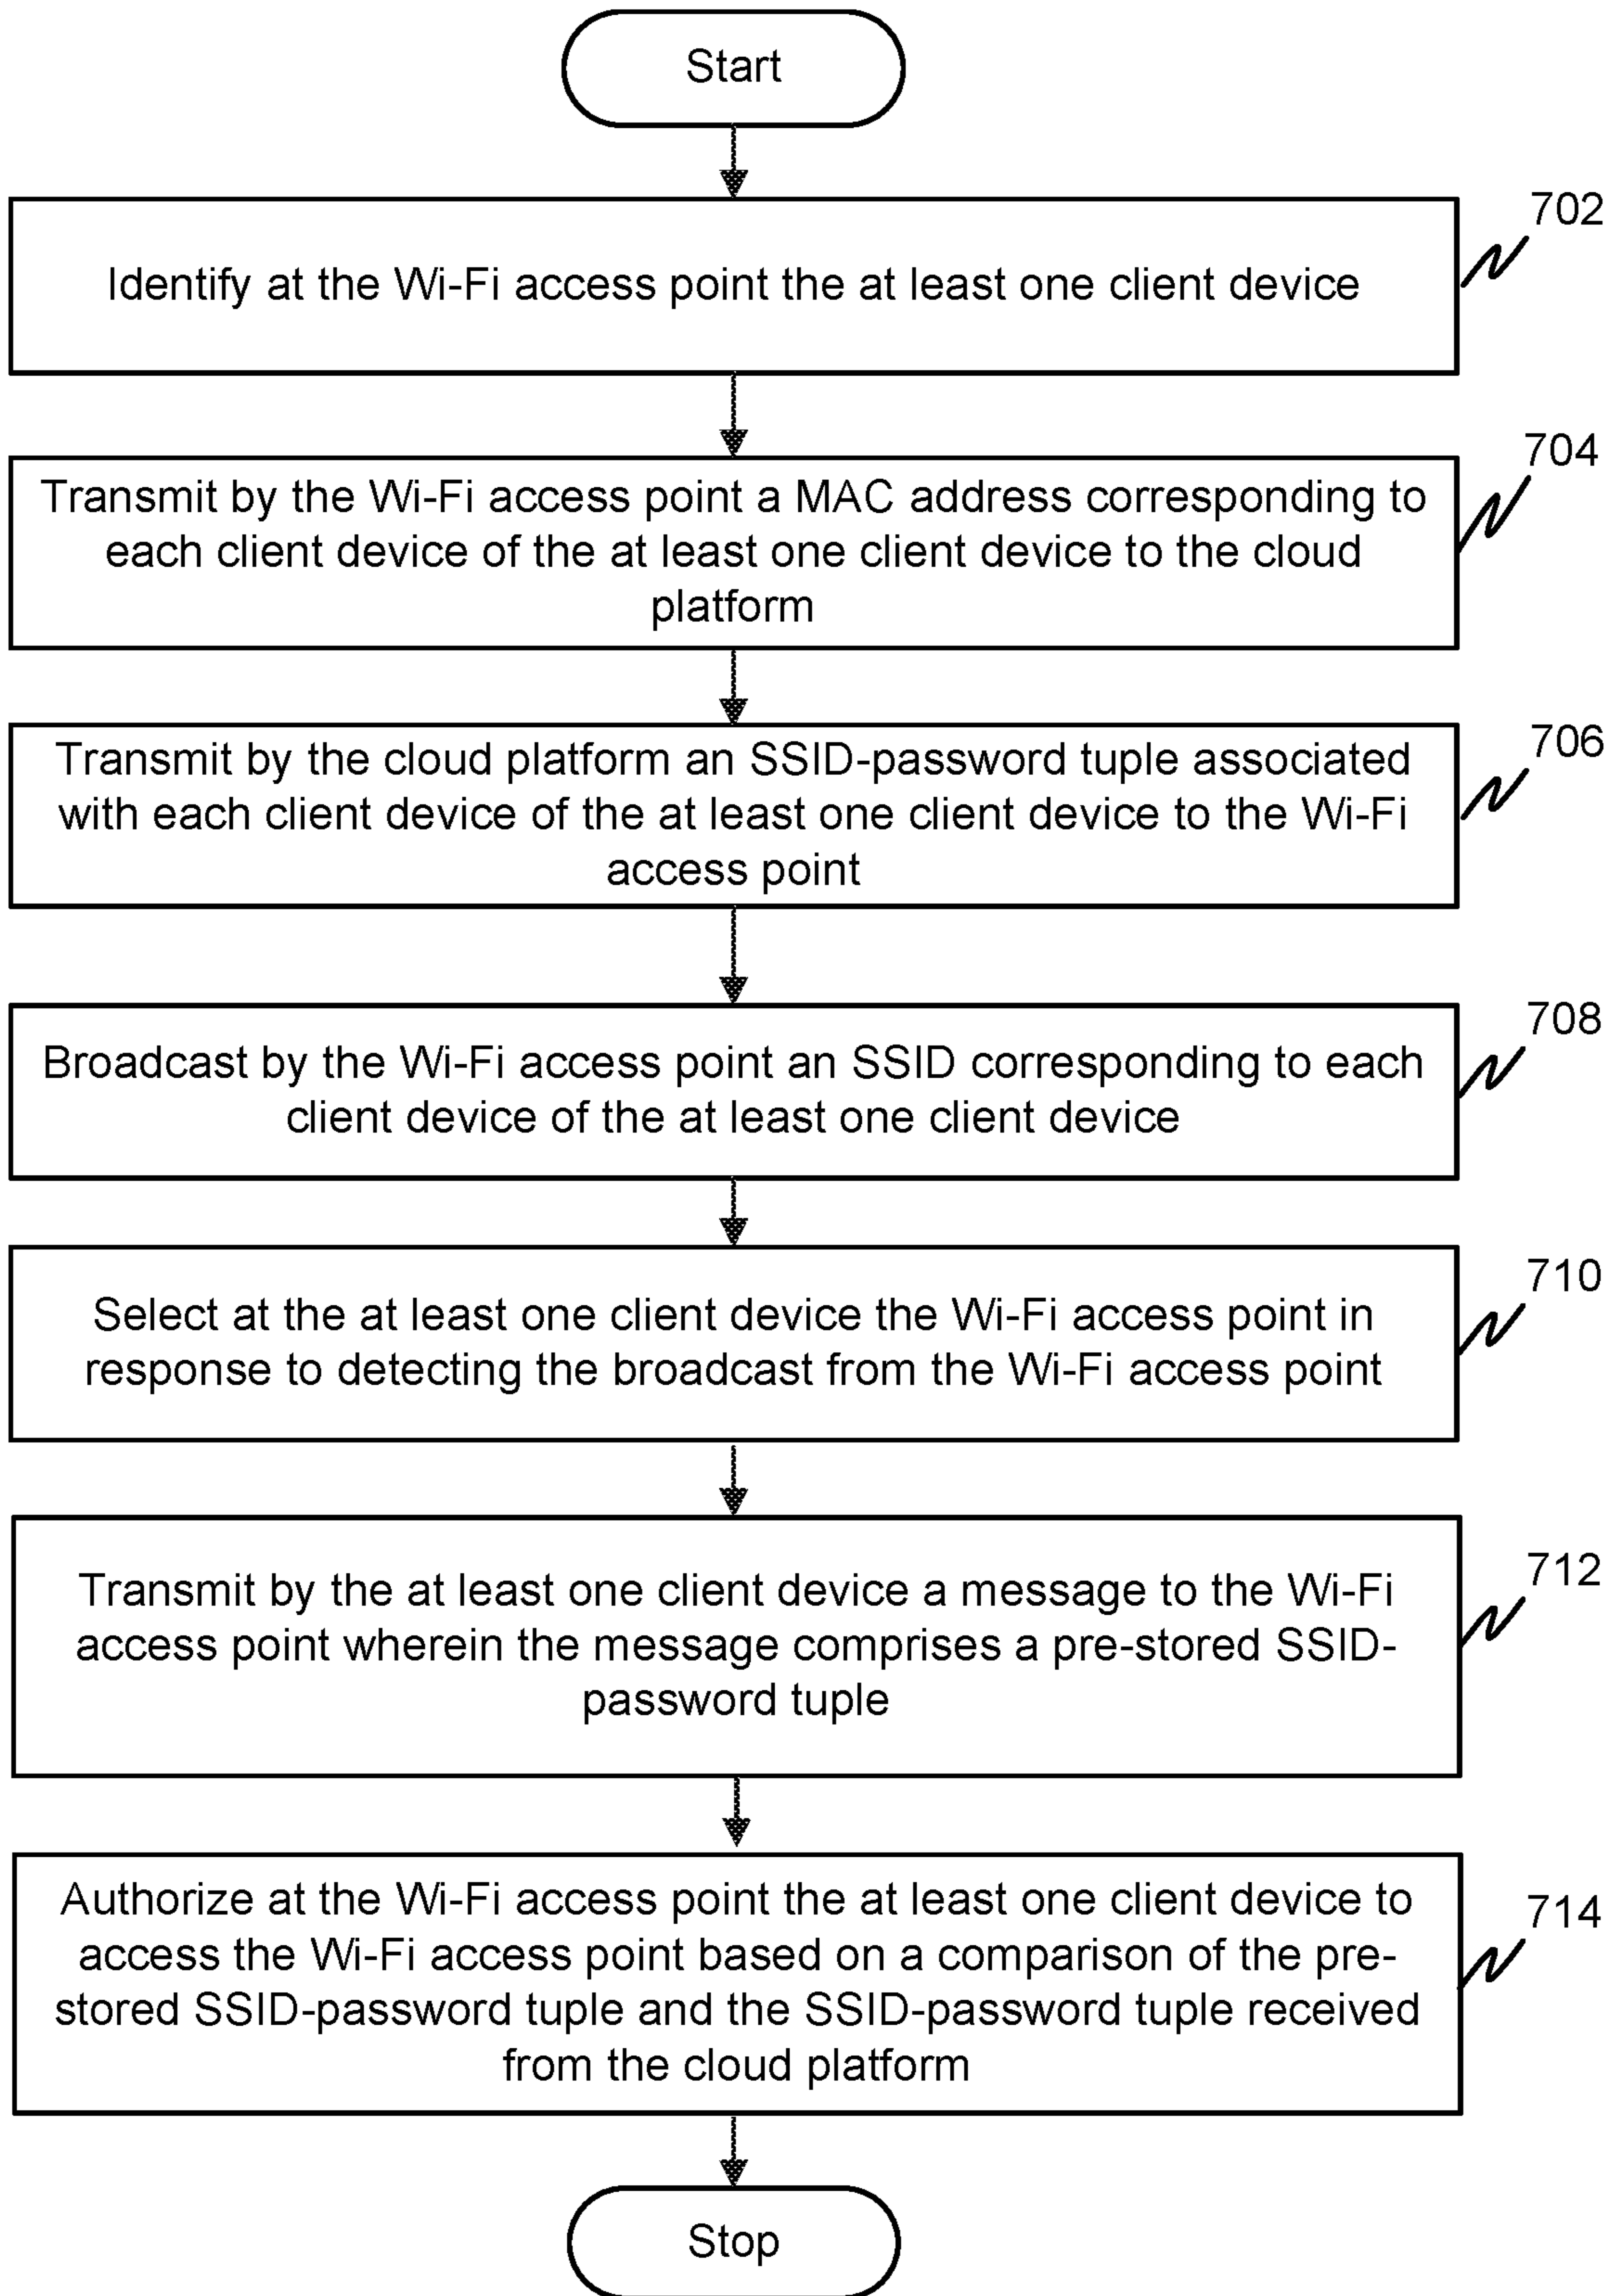 Start
702
Identify at the Wi-Fi access point the at least one client device
704
Transmit by the Wi-Fi access point a MAC address corresponding to
each client device of the at least one client device to the cloud
platform
706
Transmit by the cloud platform an SSID-password tuple associated
with each client device of the at least one client device to the Wi-Fi
access point
708
Broadcast by the Wi-Fi access point an SSID corresponding to each
client device of the at least one client device
710
Select at the at least one client device the Wi-Fi access point in
response to detecting the broadcast from the Wi-Fi access point
712
Transmit by the at least one client device a message to the Wi-Fi
access point wherein the message comprises a pre-stored SSID-
password tuple
714
Authorize at the Wi-Fi access point the at least one client device to
access the Wi-Fi access point based on a comparison of the pre-
stored SSID-password tuple and the SSID-password tuple received
from the cloud platform
Stop